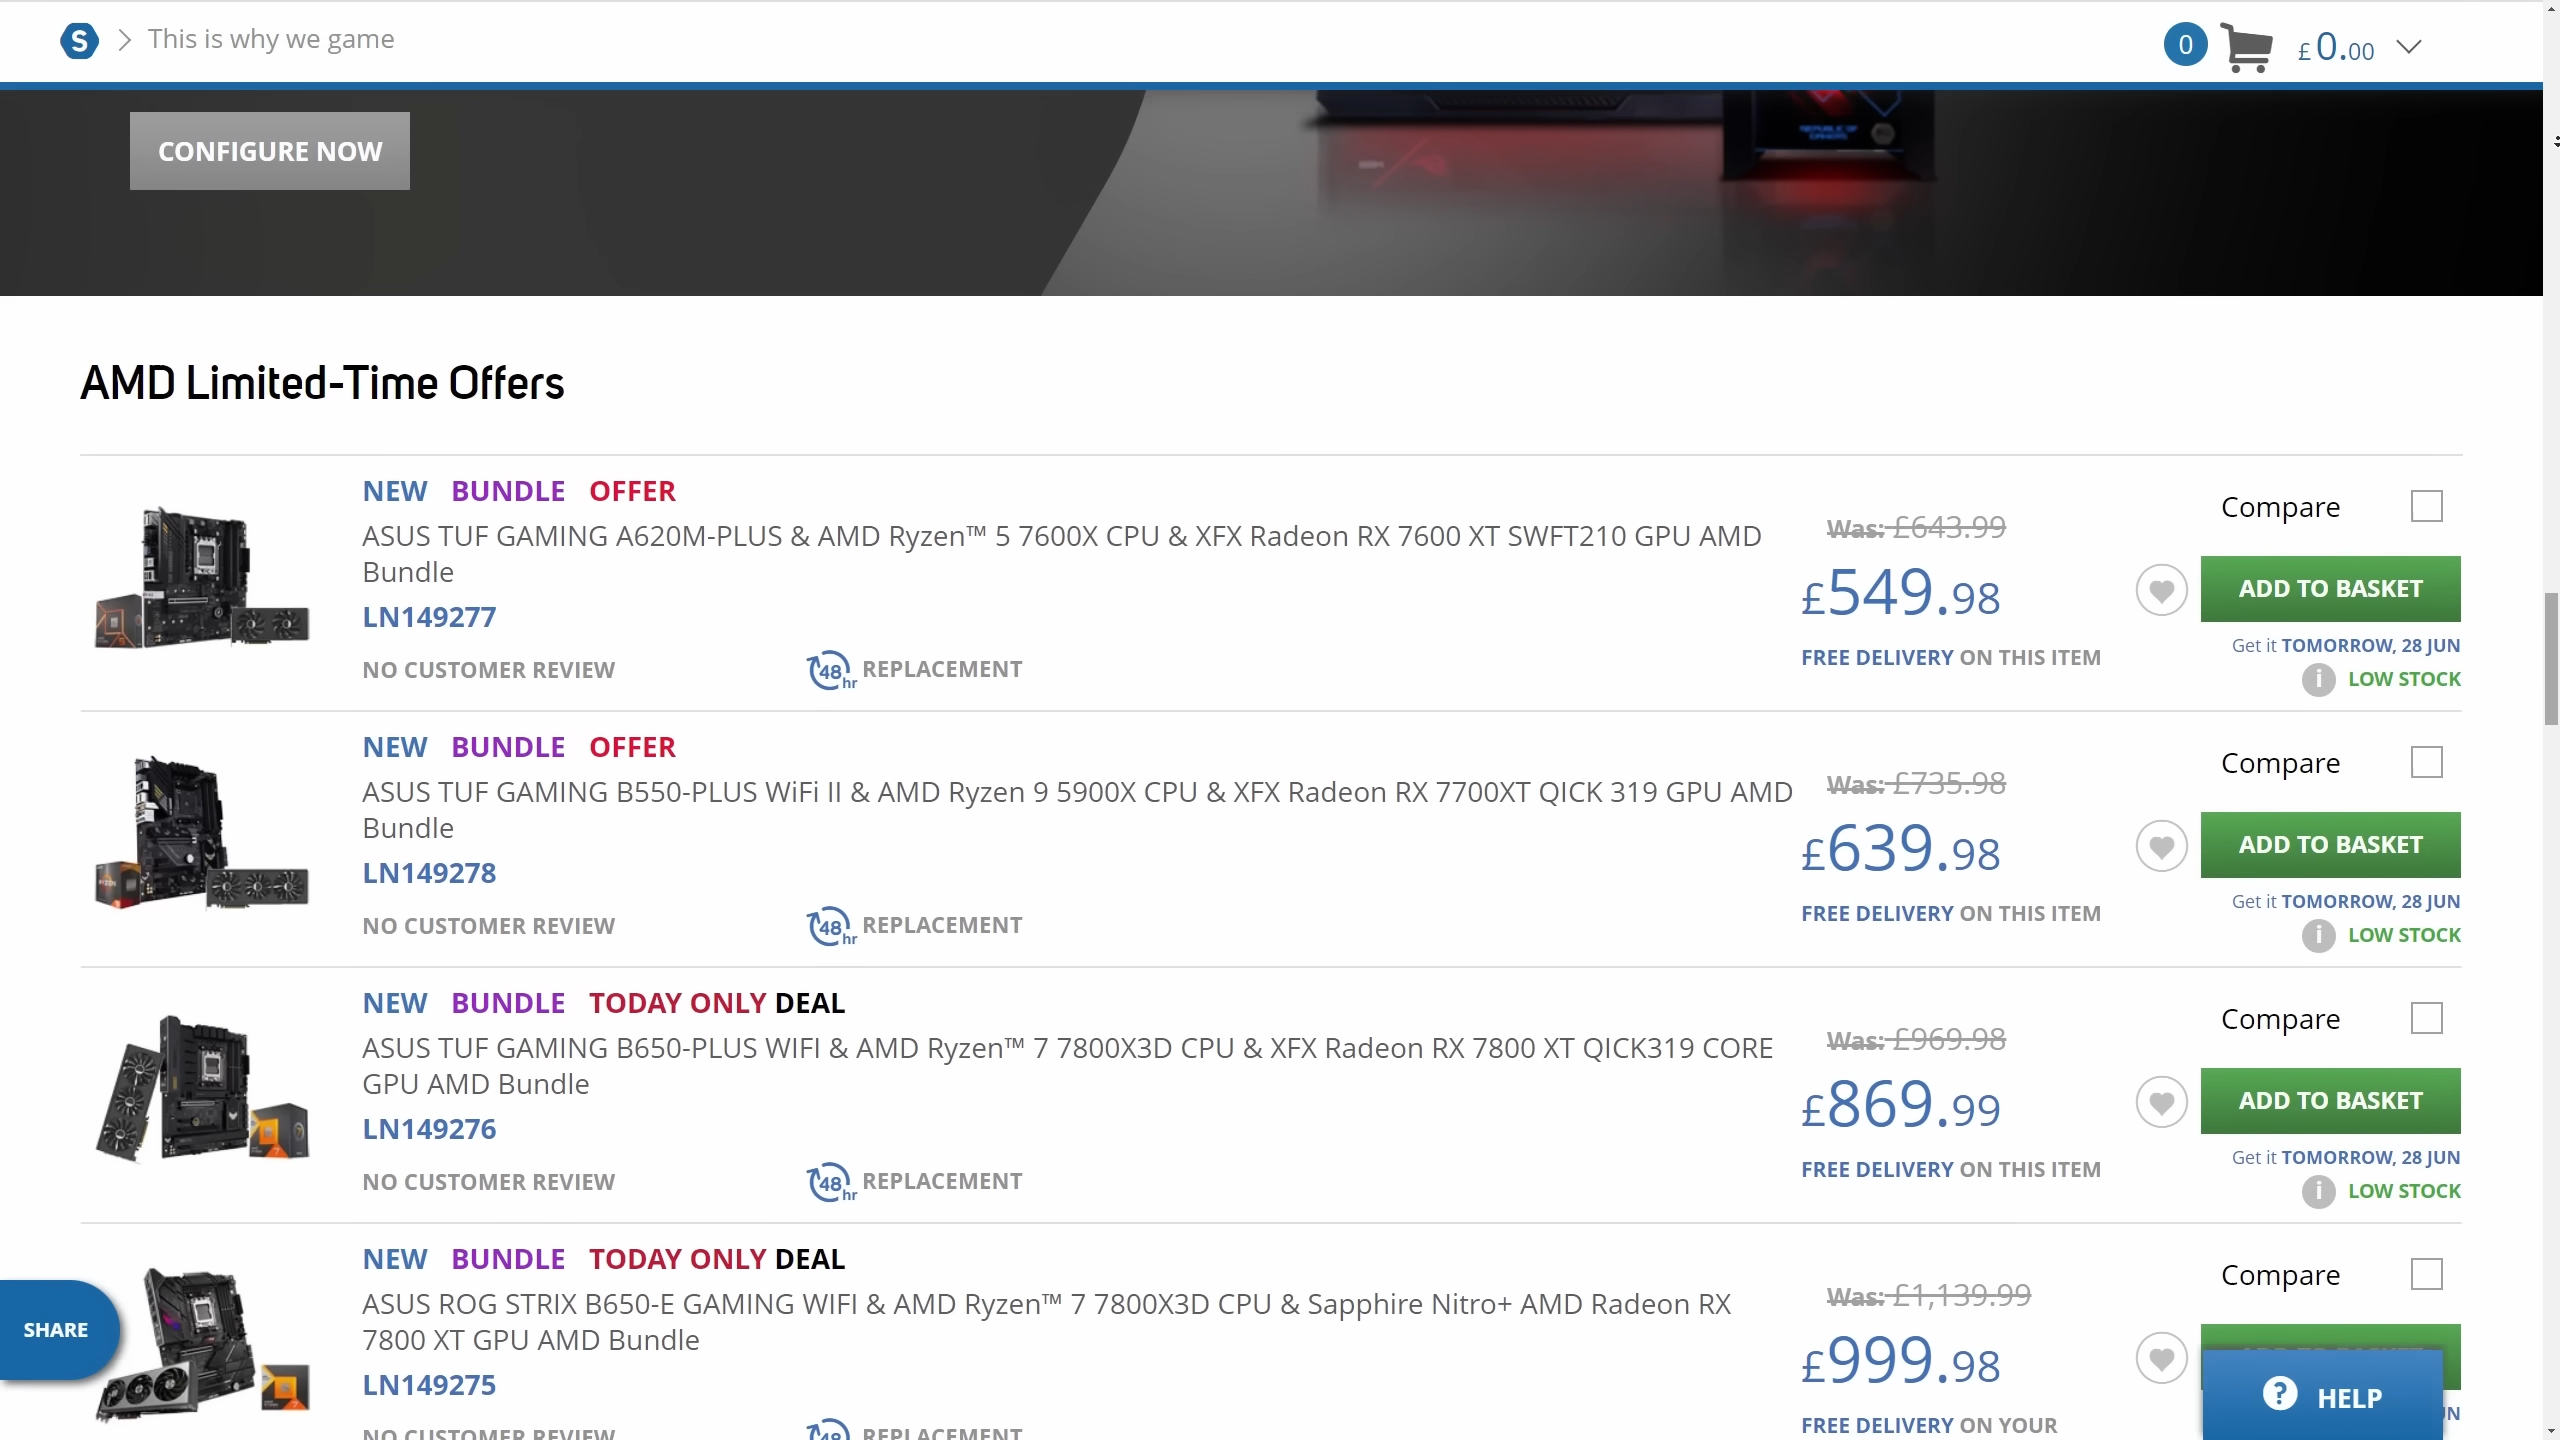 S
This is why we game
0
£0.00
CONFIGURE NOW
REPUBLIC OF
GAMERS
AMD Limited-Time Offers
NEW BUNDLE OFFER
ASUS TUF GAMING A620M-PLUS & AMD Ryzen™ 5 7600X CPU & XFX Radeon RX 7600 XT SWFT210 GPU AMD
Bundle
LN149277
NO CUSTOMER REVIEW
48hr REPLACEMENT
Was: £643.99
£549.98
FREE DELIVERY ON THIS ITEM
Compare
ADD TO BASKET
Get it TOMORROW, 28 JUN
i LOW STOCK
NEW BUNDLE OFFER
ASUS TUF GAMING B550-PLUS WiFi II & AMD Ryzen 9 5900X CPU & XFX Radeon RX 7700XT QICK 319 GPU AMD
Bundle
LN149278
NO CUSTOMER REVIEW
48hr REPLACEMENT
Was: £735.98
£639.98
FREE DELIVERY ON THIS ITEM
Compare
ADD TO BASKET
Get it TOMORROW, 28 JUN
i LOW STOCK
NEW BUNDLE TODAY ONLY DEAL
ASUS TUF GAMING B650-PLUS WIFI & AMD Ryzen™ 7 7800X3D CPU & XFX Radeon RX 7800 XT QICK319 CORE
GPU AMD Bundle
LN149276
NO CUSTOMER REVIEW
48hr REPLACEMENT
Was: £969.98
£869.99
FREE DELIVERY ON THIS ITEM
Compare
ADD TO BASKET
Get it TOMORROW, 28 JUN
i LOW STOCK
NEW BUNDLE TODAY ONLY DEAL
ASUS ROG STRIX B650-E GAMING WIFI & AMD Ryzen™ 7 7800X3D CPU & Sapphire Nitro+ AMD Radeon RX
7800 XT GPU AMD Bundle
LN149275
NO CUSTOMER REVIEW
48 REPLACEMENT
Was: £1,139.99
£999.98
FREE DELIVERY ON YOUR
Compare
SHARE
? HELP